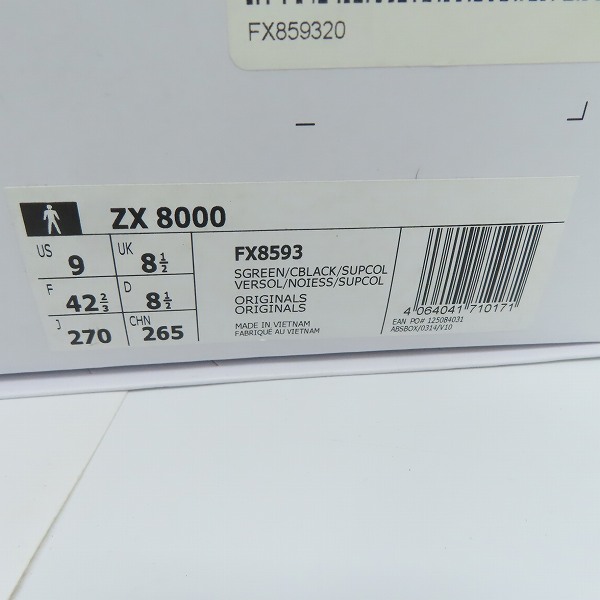 FX859320
ZX 8000
US 9 UK 8½
F 42⅔ D 8½
J 270 CHN 265
FX8593
SGREEN/CBLACK/SUPCOL
VERSOL/NOIESS/SUPCOL
ORIGINALS
ORIGINALS
MADE IN VIETNAM
FABRIQUÉ AU VIETNAM
4 064041 710171
EAN PO# 125084031
ABSBOX/0314/V10